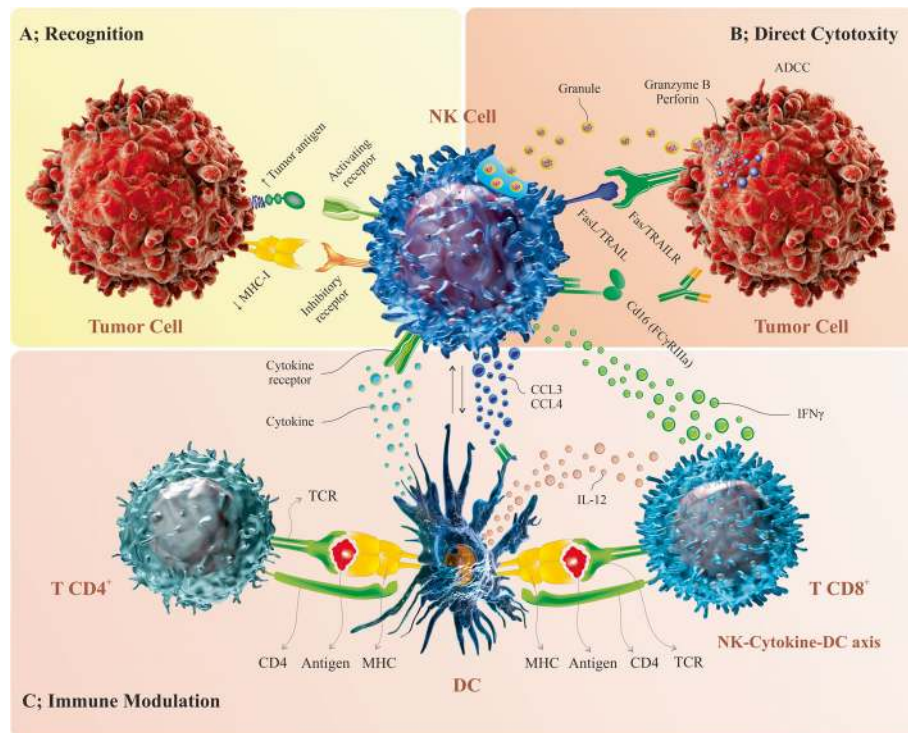 A; Recognition
B; Direct Cytotoxity
ADCC
Granule
Granzyme B
Perforin
NK Cell
↑ Tumor antigen
Activating
receptor
FasL/TRAIL
Fas/TRAILR
↓ MHC-I
Inhibitory
receptor
Tumor Cell
Cd16 (FCγRIIIa)
Tumor Cell
Cytokine
receptor
CCL3
CCL4
Cytokine
IFNγ
TCR
IL-12
T CD4⁺
T CD8⁺
NK-Cytokine-DC axis
CD4
Antigen
MHC
MHC
Antigen
CD4
TCR
DC
C; Immune Modulation